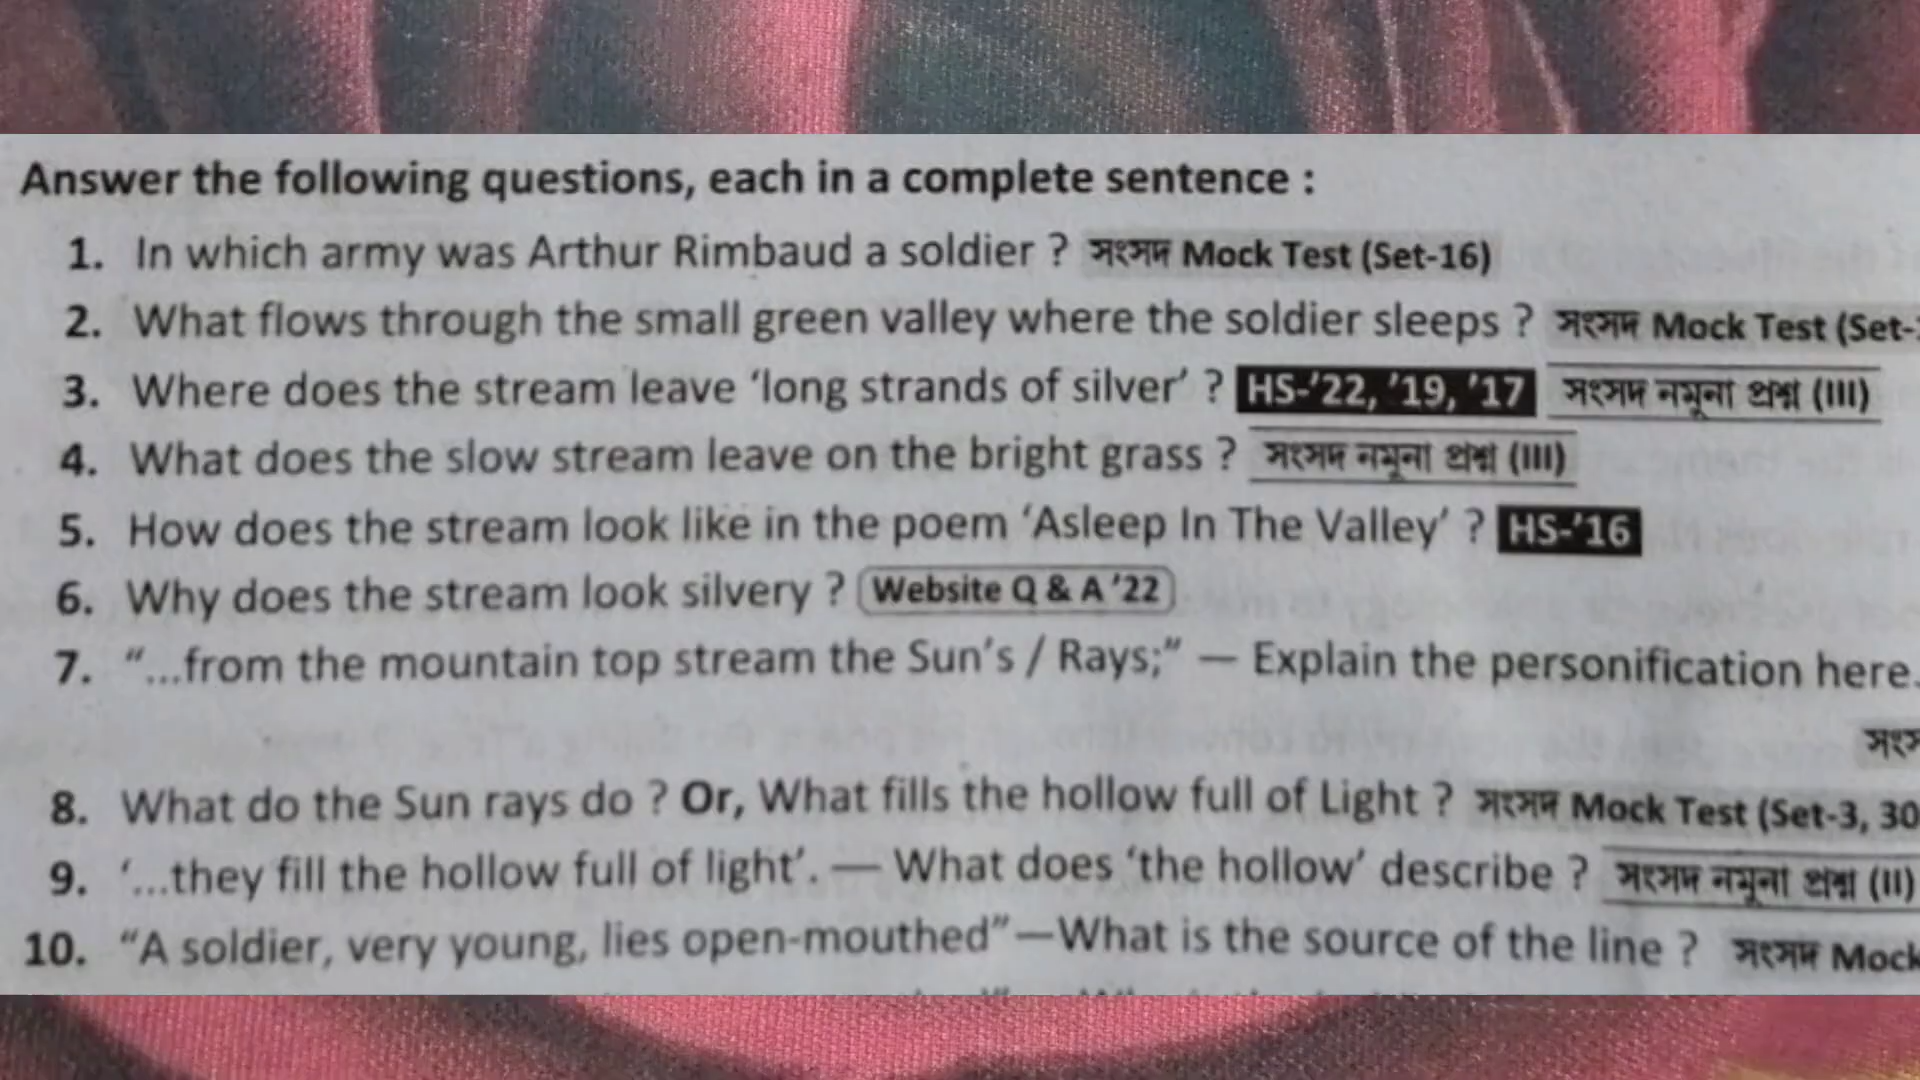 Answer the following questions, each in a complete sentence :
1. In which army was Arthur Rimbaud a soldier ? সংসদ Mock Test (Set-16)
2. What flows through the small green valley where the soldier sleeps ? সংসদ Mock Test (Set-
3. Where does the stream leave ‘long strands of silver’ ? HS-’22, ’19, ’17 সংসদ নমুনা প্রশ্ন (III)
4. What does the slow stream leave on the bright grass ? সংসদ নমুনা প্রশ্ন (III)
5. How does the stream look like in the poem ‘Asleep In The Valley’ ? HS-’16
6. Why does the stream look silvery ? Website Q & A ’22
7. “...from the mountain top stream the Sun’s / Rays;” — Explain the personification here.
8. What do the Sun rays do ? Or, What fills the hollow full of Light ? সংসদ Mock Test (Set-3, 30
9. ‘...they fill the hollow full of light’. — What does ‘the hollow’ describe ? সংসদ নমুনা প্রশ্ন (II)
10. “A soldier, very young, lies open-mouthed”—What is the source of the line ? সংসদ Mock